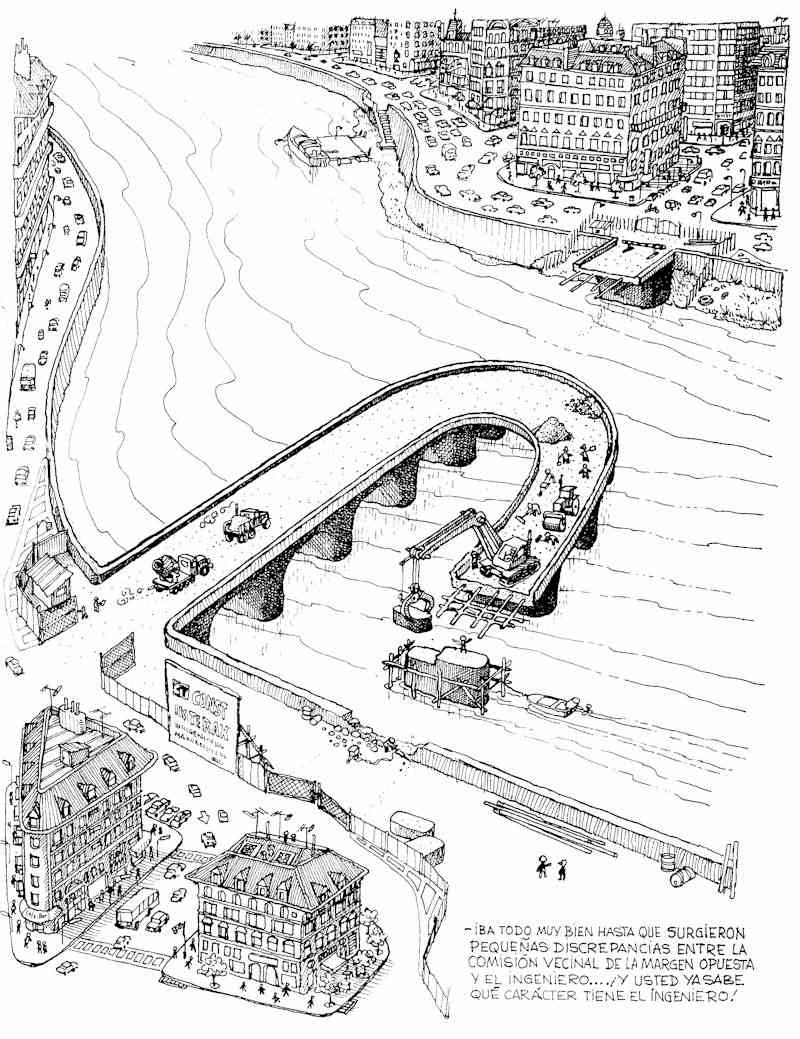 CONST
INTERAX
-¡IBA TODO MUY BIEN HASTA QUE SURGIERON
PEQUEÑAS DISCREPANCIAS ENTRE LA
COMISIÓN VECINAL DE LA MARGEN OPUESTA
Y EL INGENIERO....¡Y USTED YA SABE
QUÉ CARÁCTER TIENE EL INGENIERO!